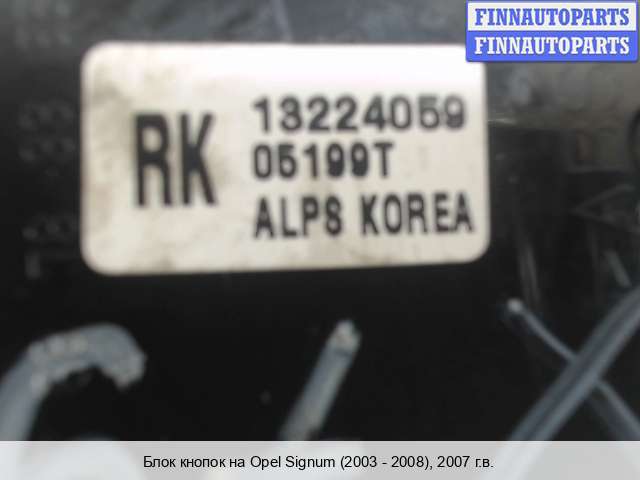 FINNAUTOPARTS
FINNAUTOPARTS
RK
13224059
05199T
ALPS KOREA
Блок кнопок на Opel Signum (2003 - 2008), 2007 г.в.